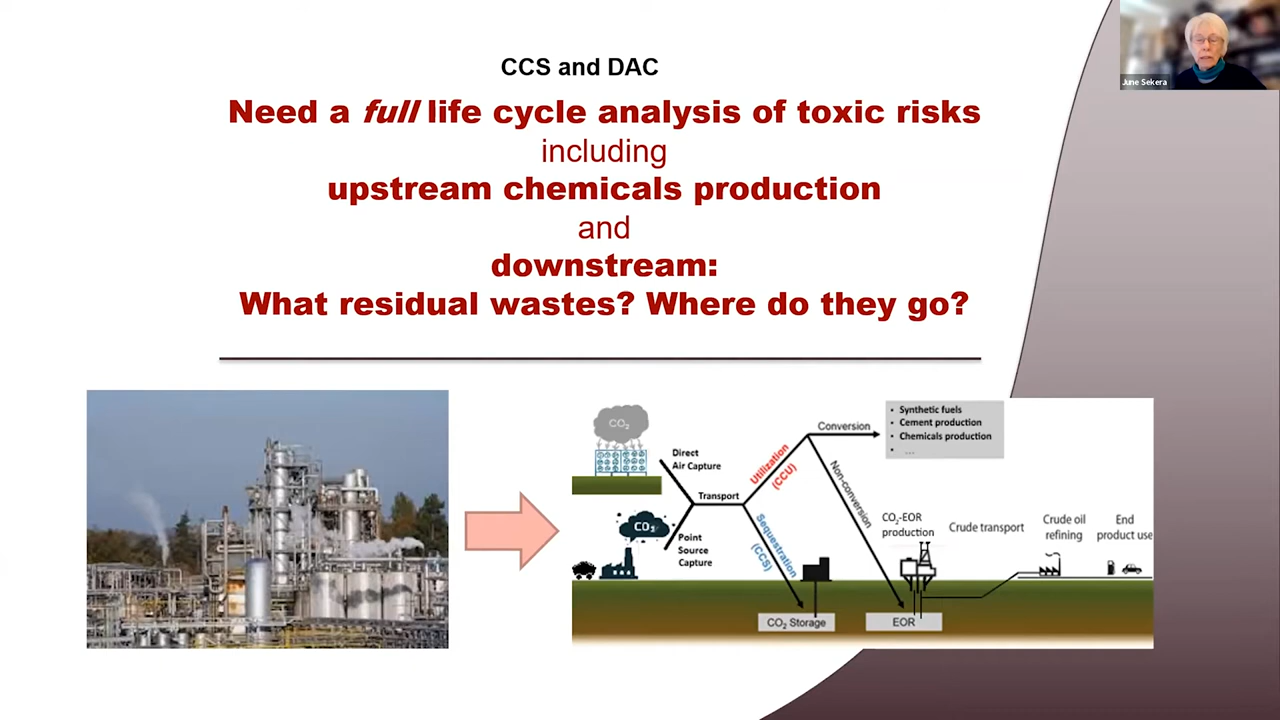 June Sekera
CCS and DAC
Need a full life cycle analysis of toxic risks
including
upstream chemicals production
and
downstream:
What residual wastes? Where do they go?
CO₂
Direct
Air Capture
CO₂
Point
Source
Capture
Transport
Utilization
(CCU)
Sequestration
(CCS)
Conversion
Non-conversion
• Synthetic fuels
• Cement production
• Chemicals production
• ...
CO₂-EOR
production
Crude transport
Crude oil
refining
End
product use
CO₂ Storage
EOR